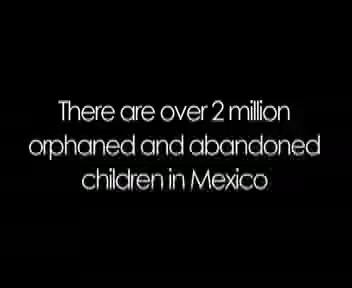 There are over 2 million
orphaned and abandoned
children in Mexico